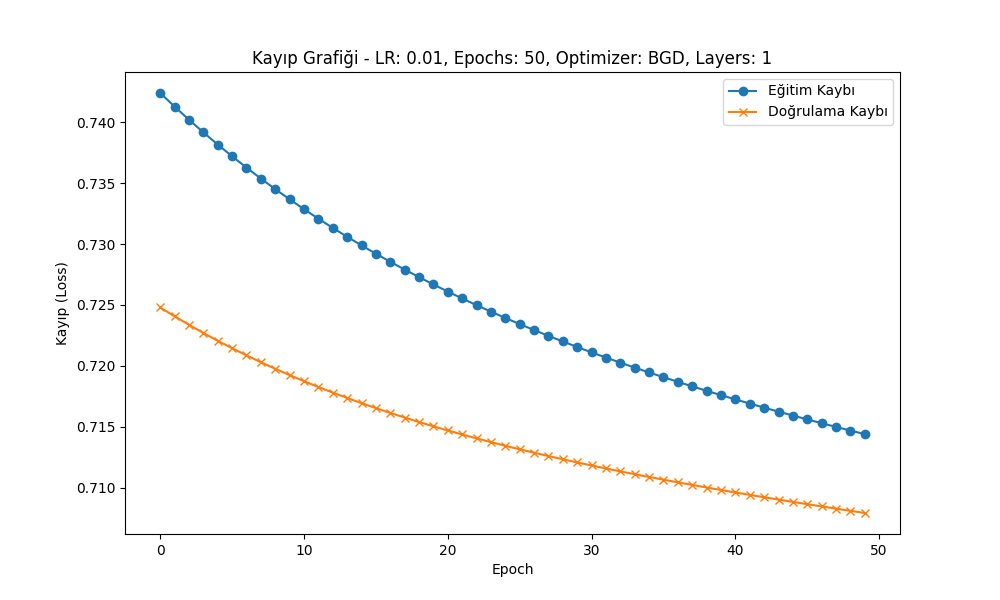 Kayıp Grafiği - LR: 0.01, Epochs: 50, Optimizer: BGD, Layers: 1
Eğitim Kaybı
Doğrulama Kaybı
Kayıp (Loss)
0.740
0.735
0.730
0.725
0.720
0.715
0.710
0 10 20 30 40 50
Epoch